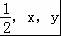 1/2, x, y